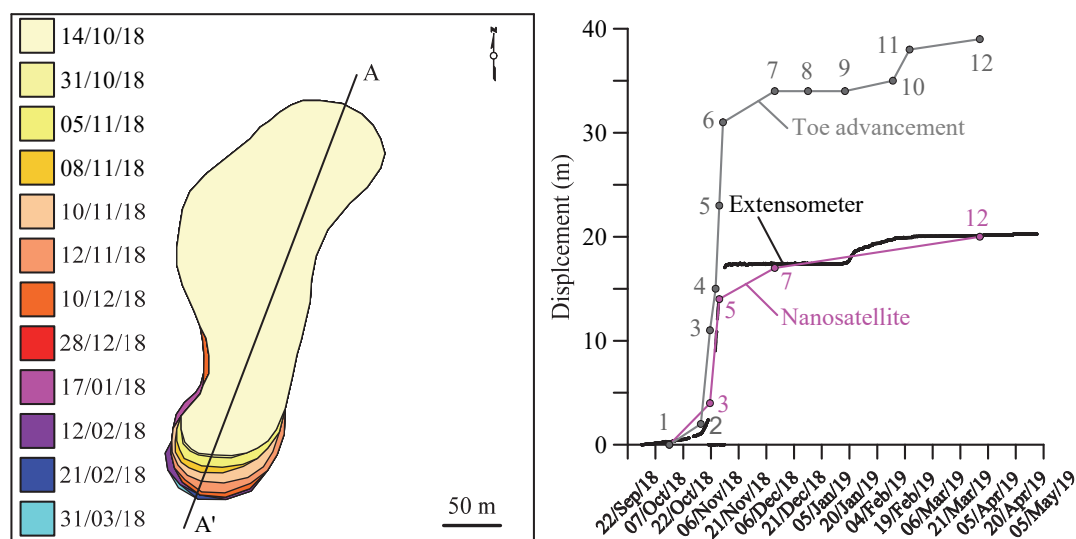 14/10/18
31/10/18
05/11/18
08/11/18
10/11/18
12/11/18
10/12/18
28/12/18
17/01/18
12/02/18
21/02/18
31/03/18
N
A
A'
50 m
Displcement (m)
40
30
20
10
0
1
2
3
4
5
6
7
8
9
10
11
12
Toe advancement
Extensometer
Nanosatellite
3
5
7
12
22/Sep/18
07/Oct/18
22/Oct/18
06/Nov/18
21/Nov/18
06/Dec/18
21/Dec/18
05/Jan/19
20/Jan/19
04/Feb/19
19/Feb/19
06/Mar/19
21/Mar/19
05/Apr/19
20/Apr/19
05/May/19